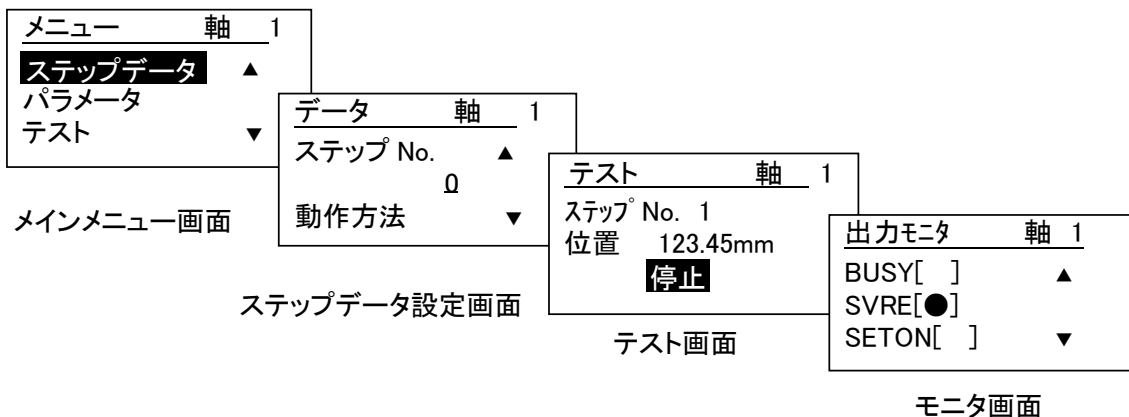 メニュー 軸 1
ステップデータ ▲
パラメータ
テスト ▼
メインメニュー画面
データ 軸 1
ステップ No. ▲
0
動作方法 ▼
ステップデータ設定画面
テスト 軸 1
ｽﾃｯﾌﾟ No. 1
位置 123.45mm
停止
テスト画面
出力ﾓﾆﾀ 軸 1
BUSY[ ] ▲
SVRE[●]
SETON[ ] ▼
モニタ画面